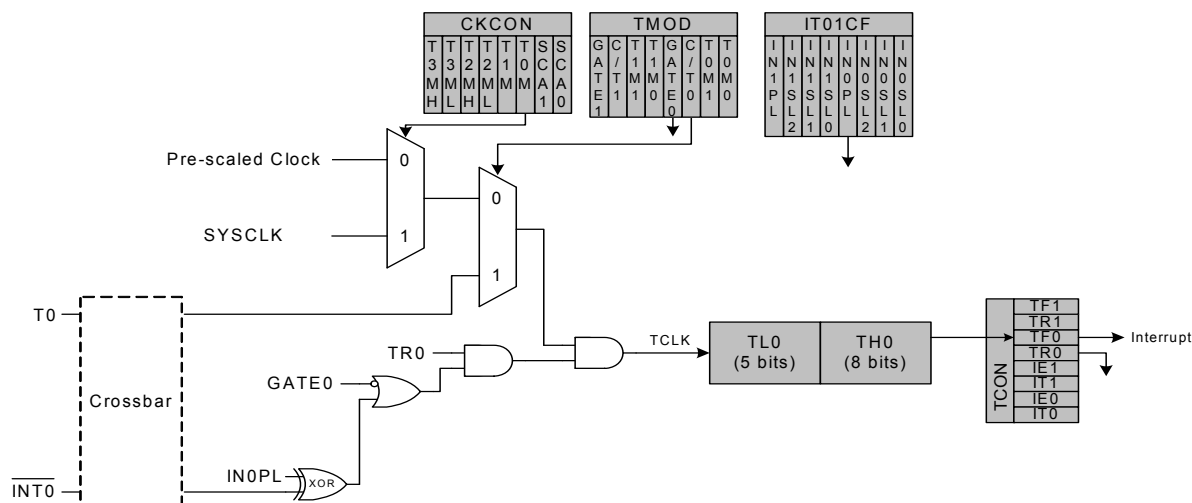 CKCON
T3MH T3ML T2MH T2ML T1M T0M SCA1 SCA0
TMOD
GATE1 C/T1 T1M1 T1M0 GATE0 C/T0 T0M1 T0M0
IT01CF
IN1PL IN1SL2 IN1SL1 IN1SL0 IN0PL IN0SL2 IN0SL1 IN0SL0
Pre-scaled Clock
0
SYSCLK
1
0
1
T0
Crossbar
INT0
TR0
GATE0
IN0PL
XOR
TCLK
TL0
(5 bits)
TH0
(8 bits)
TCON
TF1
TR1
TF0
TR0
IE1
IT1
IE0
IT0
Interrupt